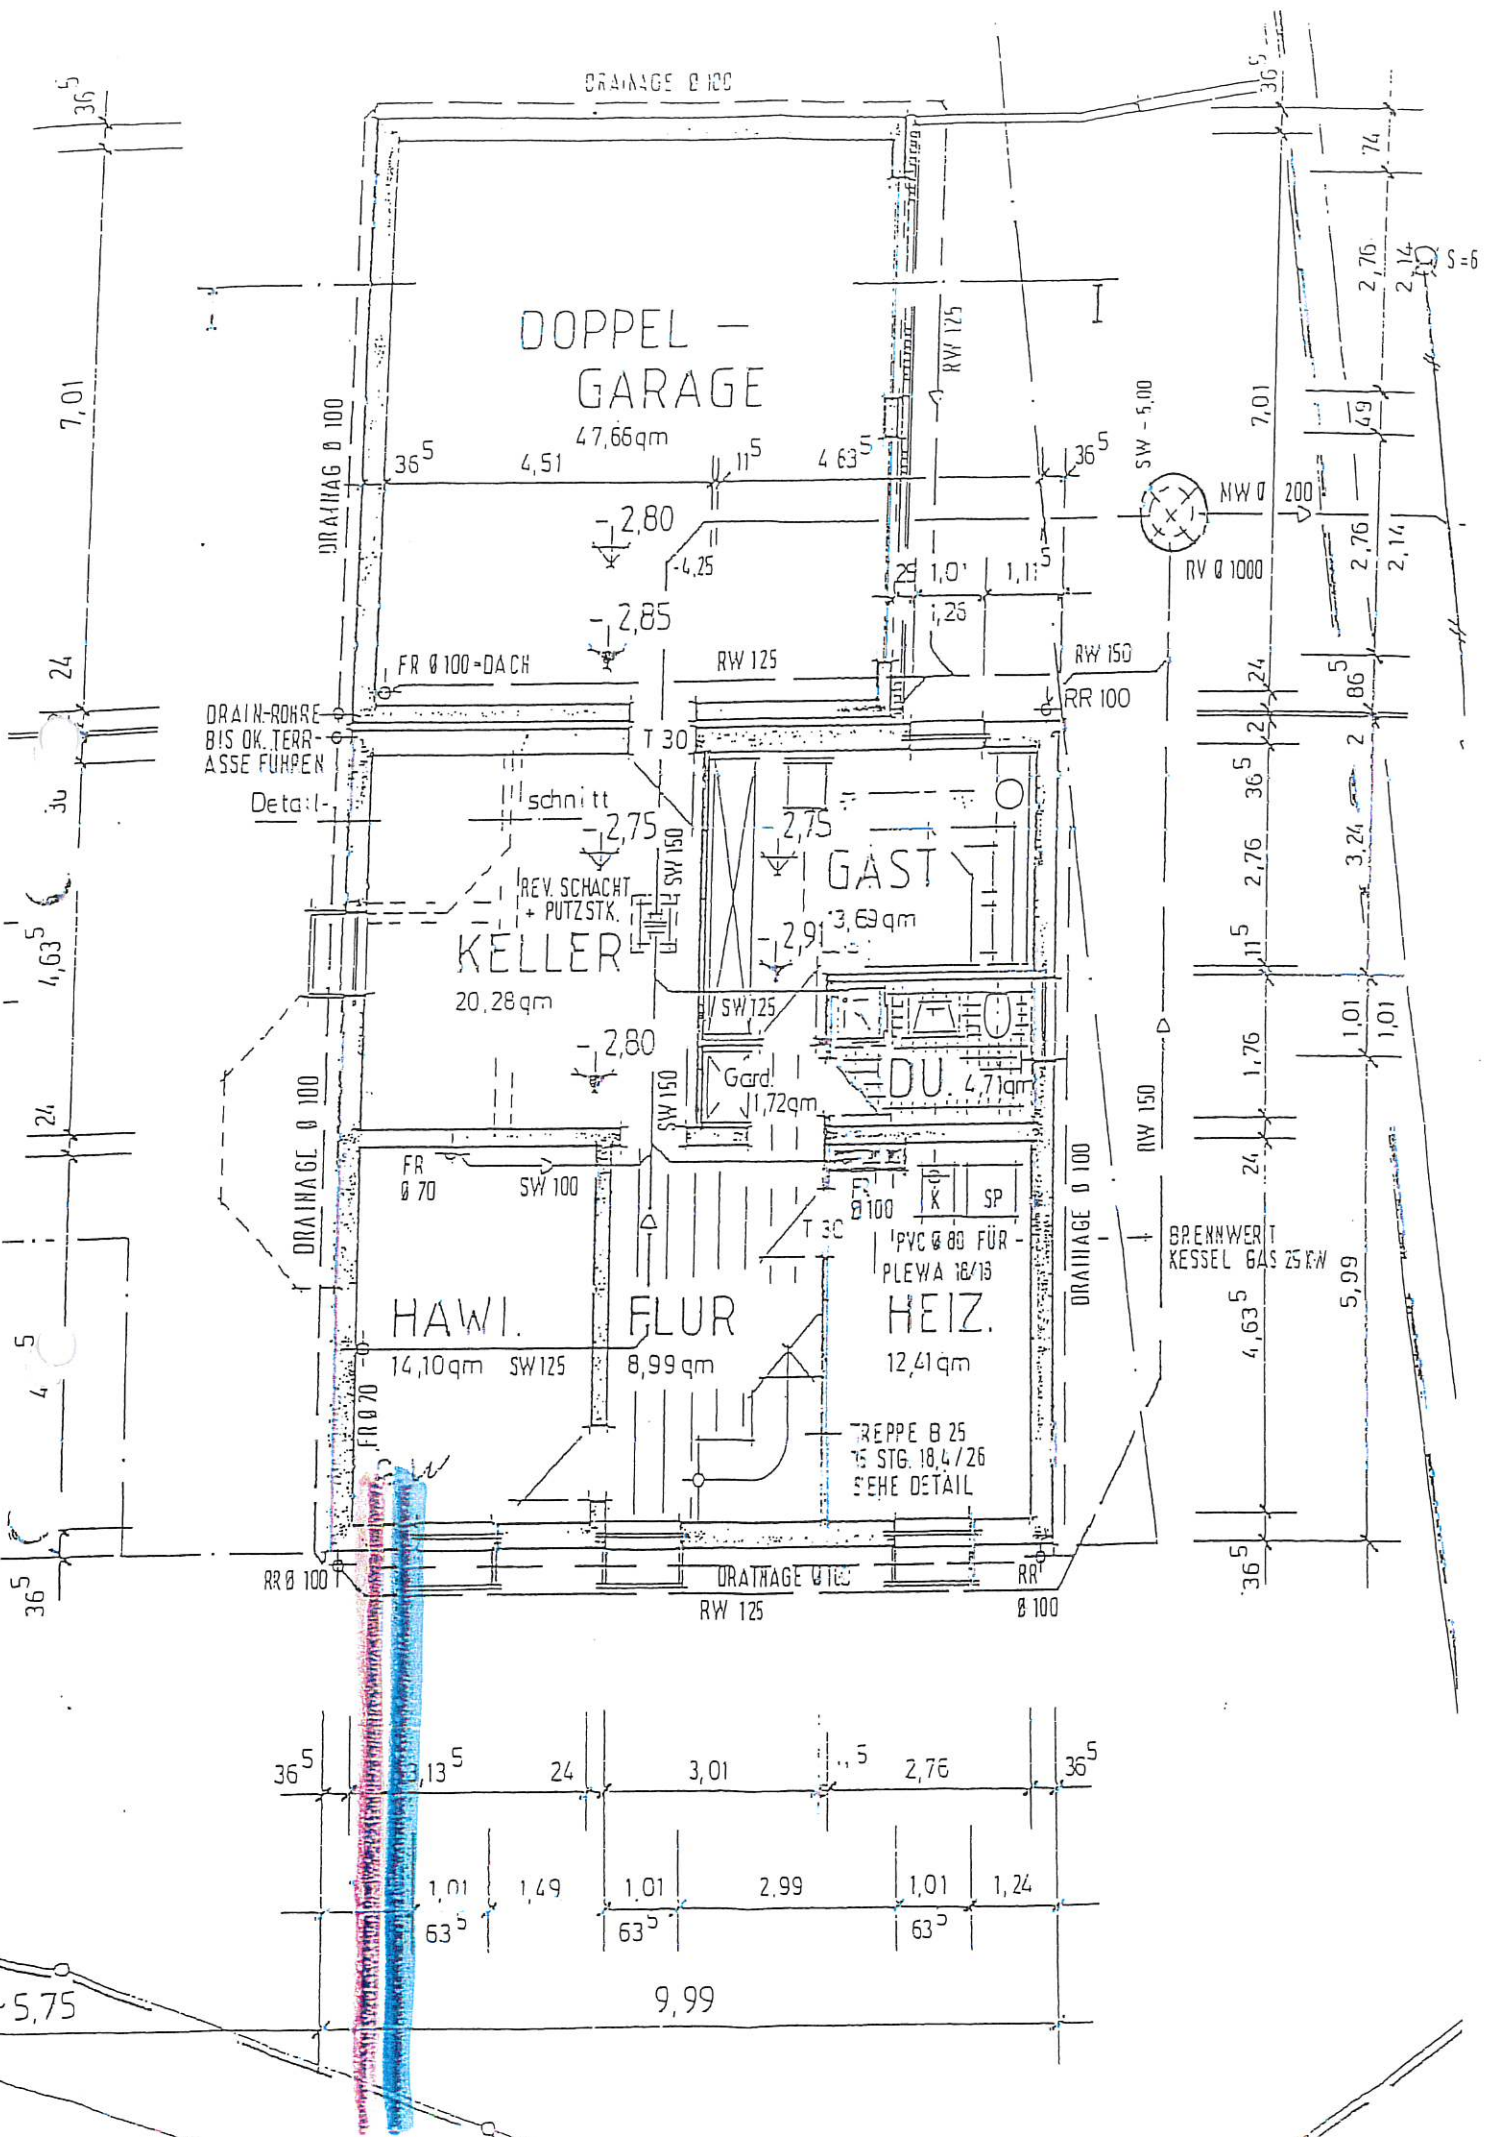 DRAINAGE Ø 100
36⁵
36⁵
74
2,76
2,14
S=6
DOPPEL –
GARAGE
47,66qm
I
RW 125
7,01
DRAINAG Ø 100
36⁵
4,51
11⁵
4 63⁵
36⁵
SW - 5,00
7,01
49
- 2,80
-4,25
MW Ø 200
RV Ø 1000
2,76
2,14
1,11⁵
1,26
- 2,85
FR Ø 100=DACH
RW 125
RW 150
RR 100
24
24
86⁵
DRAIN-ROHRE
BIS OK. TERR-
ASSE FÜHREN
T 30
2
2
36⁵
Detail-
schnitt
- 2,75
- 2,75
SW 150
GAST
REV. SCHACHT
+ PUTZSTK.
3,24
2,76
KELLER
20,28qm
- 2,91
4,63⁵
11⁵
SW 125
1,01
1,01
- 2,80
Gard.
1,72qm
DU. 4,71qm
1,76
24
DRAINAGE Ø 100
SW 150
RW 150
FR
Ø 70
SW 100
Ø 100
K
SP
T 30
PVC Ø 80 FÜR -
PLEWA 18/18
DRAINAGE Ø 100
24
BRENNWERT
KESSEL GAS 25 KW
HAWI.
14,10qm
SW 125
FLUR
8,99qm
HEIZ.
12,41qm
4,63⁵
5,99
FR Ø 70
TREPPE B 25
STG. 18,4/26
SIEHE DETAIL
36⁵
36⁵
RR Ø 100
DRAINAGE Ø 100
RW 125
RR
Ø 100
36⁵
3,13⁵
24
3,01
2,76
36⁵
1,01
63⁵
1,49
1,01
63⁵
2,99
1,01
63⁵
1,24
5,75
9,99